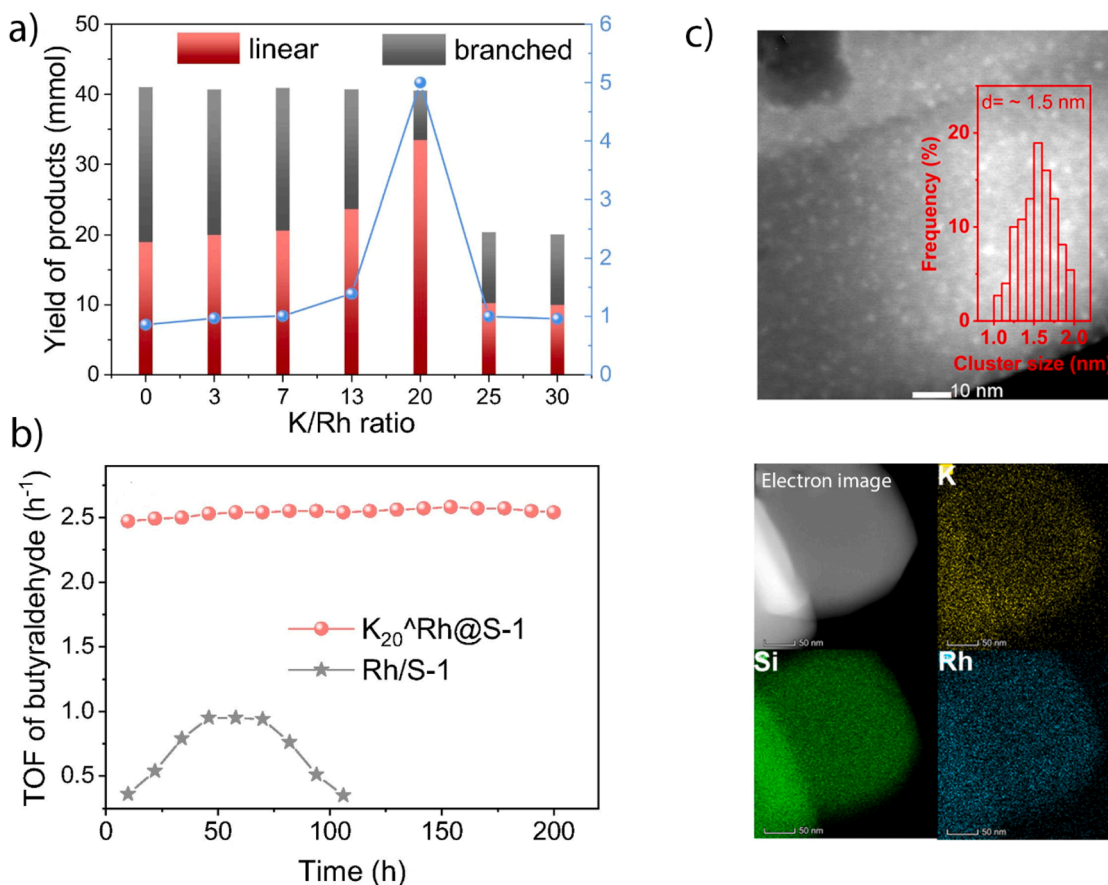 a)
50
40
30
20
10
0
Yield of products (mmol)
linear
branched
6
5
4
3
2
1
0
0 3 7 13 20 25 30
K/Rh ratio
b)
TOF of butyraldehyde (h⁻¹)
2.5
2.0
1.5
1.0
0.5
K₂₀^Rh@S-1
Rh/S-1
0 50 100 150 200
Time (h)
c)
d= ~ 1.5 nm
Frequency (%)
20
10
0
1.0 1.5 2.0
Cluster size (nm)
10 nm
Electron image
50 nm
K
50 nm
Si
50 nm
Rh
50 nm